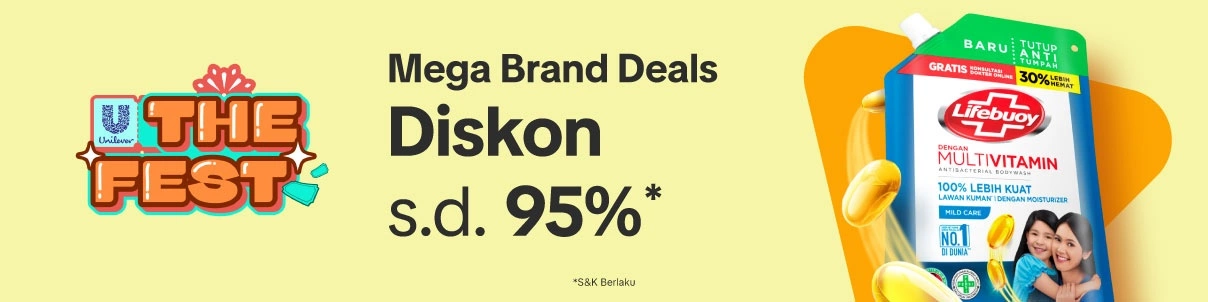 Unilever
THE
FEST
Mega Brand Deals
Diskon
s.d. 95%*
*S&K Berlaku
BARU
TUTUP
ANTI
TUMPAH
GRATIS KONSULTASI
DOKTER ONLINE
30% LEBIH
HEMAT
Lifebuoy
DENGAN
MULTIVITAMIN
ANTIBACTERIAL BODYWASH
100% LEBIH KUAT
LAWAN KUMAN* | DENGAN MOISTURIZER
MILD CARE
NO.1
DI DUNIA